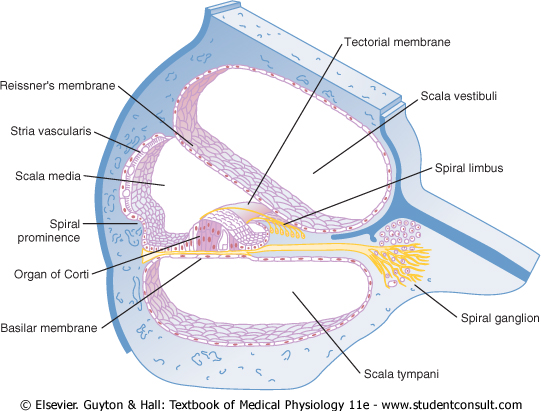 Tectorial membrane
Reissner's membrane
Scala vestibuli
Stria vascularis
Scala media
Spiral limbus
Spiral
prominence
Organ of Corti
Basilar membrane
Spiral ganglion
Scala tympani
© Elsevier. Guyton & Hall: Textbook of Medical Physiology 11e - www.studentconsult.com